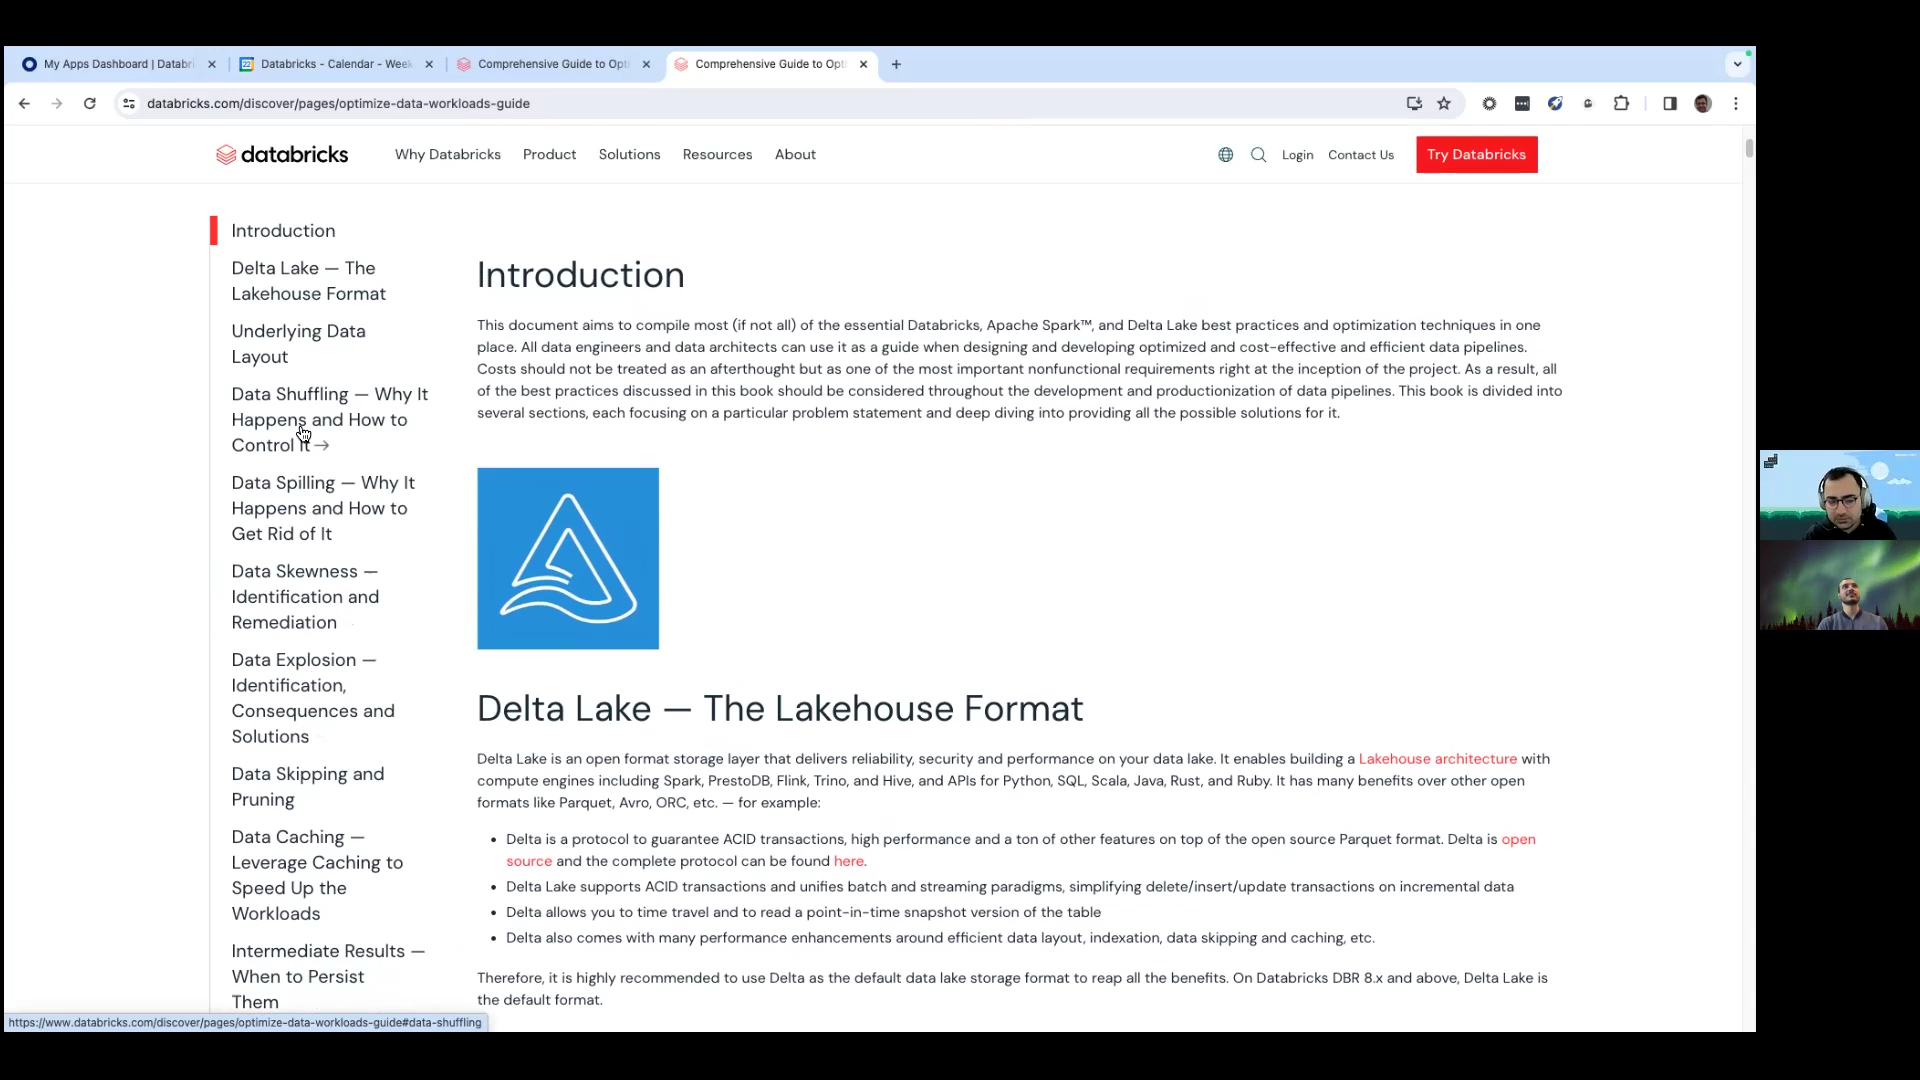 My Apps Dashboard | Databri
Databricks - Calendar - Week
Comprehensive Guide to Opti
Comprehensive Guide to Opti
databricks.com/discover/pages/optimize-data-workloads-guide
databricks
Why Databricks
Product
Solutions
Resources
About
Login
Contact Us
Try Databricks
Introduction
Delta Lake — The
Lakehouse Format
Underlying Data
Layout
Data Shuffling — Why It
Happens and How to
Control It →
Data Spilling — Why It
Happens and How to
Get Rid of It
Data Skewness —
Identification and
Remediation
Data Explosion —
Identification,
Consequences and
Solutions
Data Skipping and
Pruning
Data Caching —
Leverage Caching to
Speed Up the
Workloads
Intermediate Results —
When to Persist
Them
Introduction
This document aims to compile most (if not all) of the essential Databricks, Apache Spark™, and Delta Lake best practices and optimization techniques in one
place. All data engineers and data architects can use it as a guide when designing and developing optimized and cost-effective and efficient data pipelines.
Costs should not be treated as an afterthought but as one of the most important nonfunctional requirements right at the inception of the project. As a result, all
of the best practices discussed in this book should be considered throughout the development and productionization of data pipelines. This book is divided into
several sections, each focusing on a particular problem statement and deep diving into providing all the possible solutions for it.
Delta Lake — The Lakehouse Format
Delta Lake is an open format storage layer that delivers reliability, security and performance on your data lake. It enables building a Lakehouse architecture with
compute engines including Spark, PrestoDB, Flink, Trino, and Hive, and APIs for Python, SQL, Scala, Java, Rust, and Ruby. It has many benefits over other open
formats like Parquet, Avro, ORC, etc. — for example:
• Delta is a protocol to guarantee ACID transactions, high performance and a ton of other features on top of the open source Parquet format. Delta is open
source and the complete protocol can be found here.
• Delta Lake supports ACID transactions and unifies batch and streaming paradigms, simplifying delete/insert/update transactions on incremental data
• Delta allows you to time travel and to read a point-in-time snapshot version of the table
• Delta also comes with many performance enhancements around efficient data layout, indexation, data skipping and caching, etc.
Therefore, it is highly recommended to use Delta as the default data lake storage format to reap all the benefits. On Databricks DBR 8.x and above, Delta Lake is
the default format.
https://www.databricks.com/discover/pages/optimize-data-workloads-guide#data-shuffling